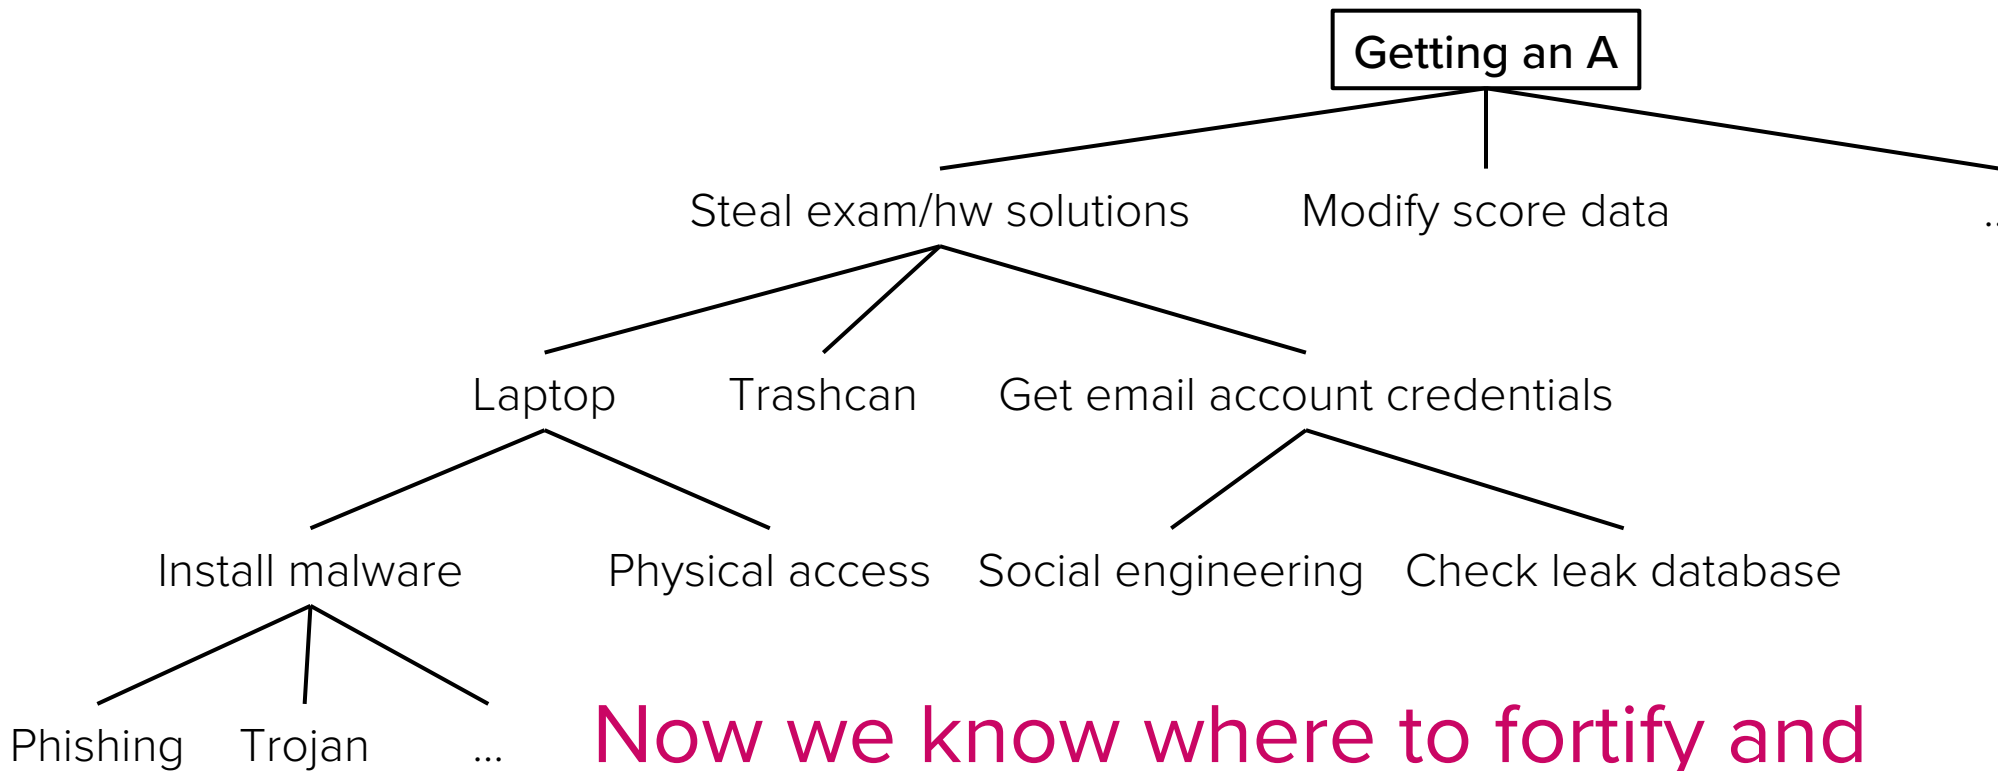 Getting an A
Steal exam/hw solutions
Modify score data
..
Laptop
Trashcan
Get email account credentials
Install malware
Physical access
Social engineering
Check leak database
Phishing
Trojan
...
Now we know where to fortify and